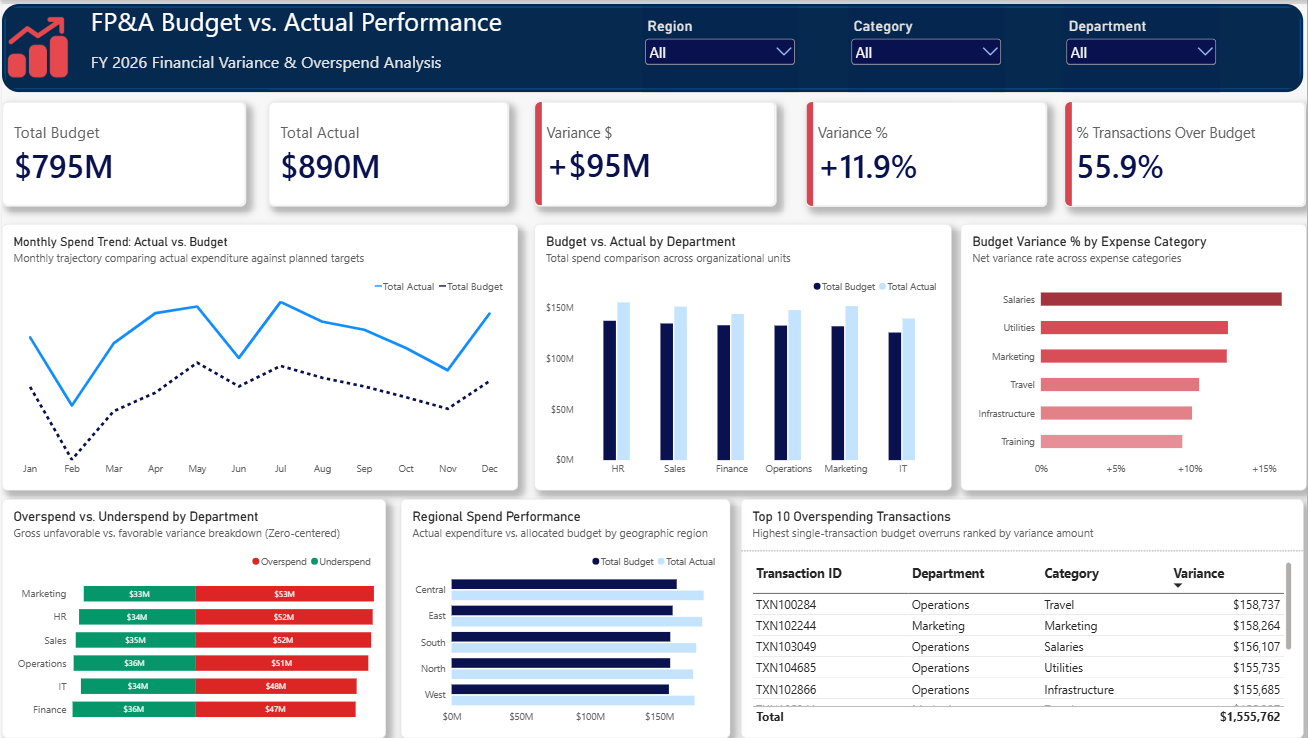 FP&A Budget vs. Actual Performance
FY 2026 Financial Variance & Overspend Analysis
Region
All
Category
All
Department
All
Total Budget
$795M
Total Actual
$890M
Variance $
+$95M
Variance %
+11.9%
% Transactions Over Budget
55.9%
Monthly Spend Trend: Actual vs. Budget
Monthly trajectory comparing actual expenditure against planned targets
Total Actual Total Budget
Jan Feb Mar Apr May Jun Jul Aug Sep Oct Nov Dec
Budget vs. Actual by Department
Total spend comparison across organizational units
Total Budget Total Actual
$150M
$100M
$50M
$0M
HR Sales Finance Operations Marketing IT
Budget Variance % by Expense Category
Net variance rate across expense categories
Salaries
Utilities
Marketing
Travel
Infrastructure
Training
0% +5% +10% +15%
Overspend vs. Underspend by Department
Gross unfavorable vs. favorable variance breakdown (Zero-centered)
Overspend Underspend
Marketing $33M $53M
HR $34M $52M
Sales $35M $52M
Operations $36M $51M
IT $34M $48M
Finance $36M $47M
Regional Spend Performance
Actual expenditure vs. allocated budget by geographic region
Total Budget Total Actual
Central
East
South
North
West
$0M $50M $100M $150M
Top 10 Overspending Transactions
Highest single-transaction budget overruns ranked by variance amount
Transaction ID Department Category Variance
TXN100284 Operations Travel $158,737
TXN102244 Marketing Marketing $158,264
TXN103049 Operations Salaries $156,107
TXN104685 Operations Utilities $155,735
TXN102866 Operations Infrastructure $155,685
Total $1,555,762